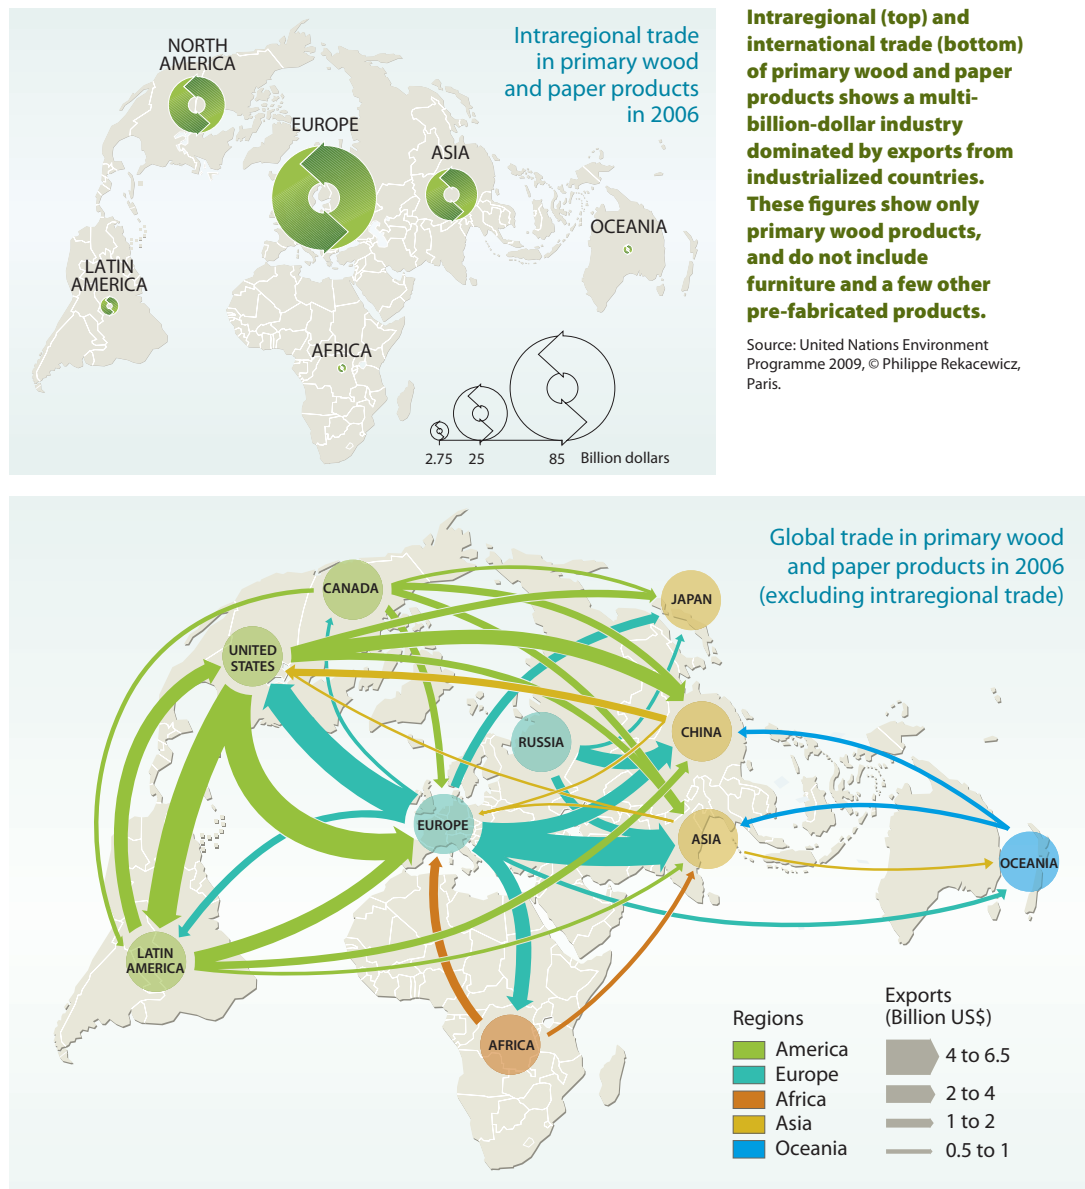 Intraregional trade
in primary wood
and paper products
in 2006
NORTH
AMERICA
EUROPE
ASIA
OCEANIA
LATIN
AMERICA
AFRICA
2.75 25 85 Billion dollars
Intraregional (top) and
international trade (bottom)
of primary wood and paper
products shows a multi-
billion-dollar industry
dominated by exports from
industrialized countries.
These figures show only
primary wood products,
and do not include
furniture and a few other
pre-fabricated products.
Source: United Nations Environment
Programme 2009, © Philippe Rekacewicz,
Paris.
Global trade in primary wood
and paper products in 2006
(excluding intraregional trade)
CANADA
JAPAN
UNITED
STATES
RUSSIA
CHINA
EUROPE
ASIA
OCEANIA
LATIN
AMERICA
AFRICA
Regions
America
Europe
Africa
Asia
Oceania
Exports
(Billion US$)
4 to 6.5
2 to 4
1 to 2
0.5 to 1